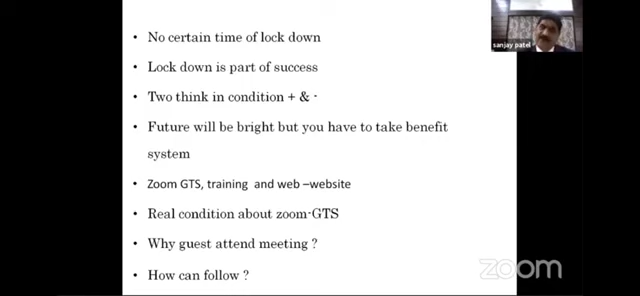 No certain time of lock down
Lock down is part of success
Two think in condition + & -
Future will be bright but you have to take benefit
system
Zoom GTS, training and web –website
Real condition about zoom-GTS
Why guest attend meeting ?
How can follow ?
sanjay patel
zoom